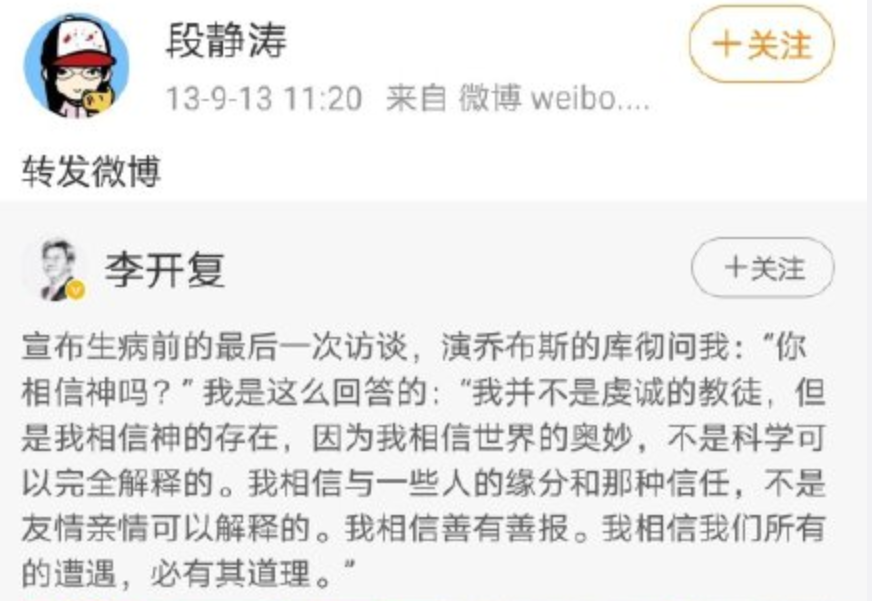 段静涛
+关注
13-9-13 11:20 来自 微博 weibo....
转发微博
李开复
+关注
宣布生病前的最后一次访谈，演乔布斯的库彻问我：“你
相信神吗？”我是这么回答的：“我并不是虔诚的教徒，但
是我相信神的存在，因为我相信世界的奥妙，不是科学可
以完全解释的。我相信与一些人的缘分和那种信任，不是
友情亲情可以解释的。我相信善有善报。我相信我们所有
的遭遇，必有其道理。”